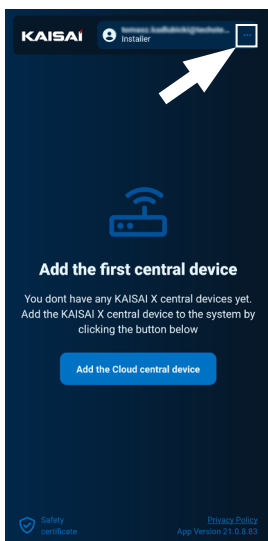 KAISAI
Installer
...
Add the first central device
You dont have any KAISAI X central devices yet.
Add the KAISAI X central device to the system by
clicking the button below
Add the Cloud central device
Safety
certificate
Privacy Policy
App Version 21.0.8.83